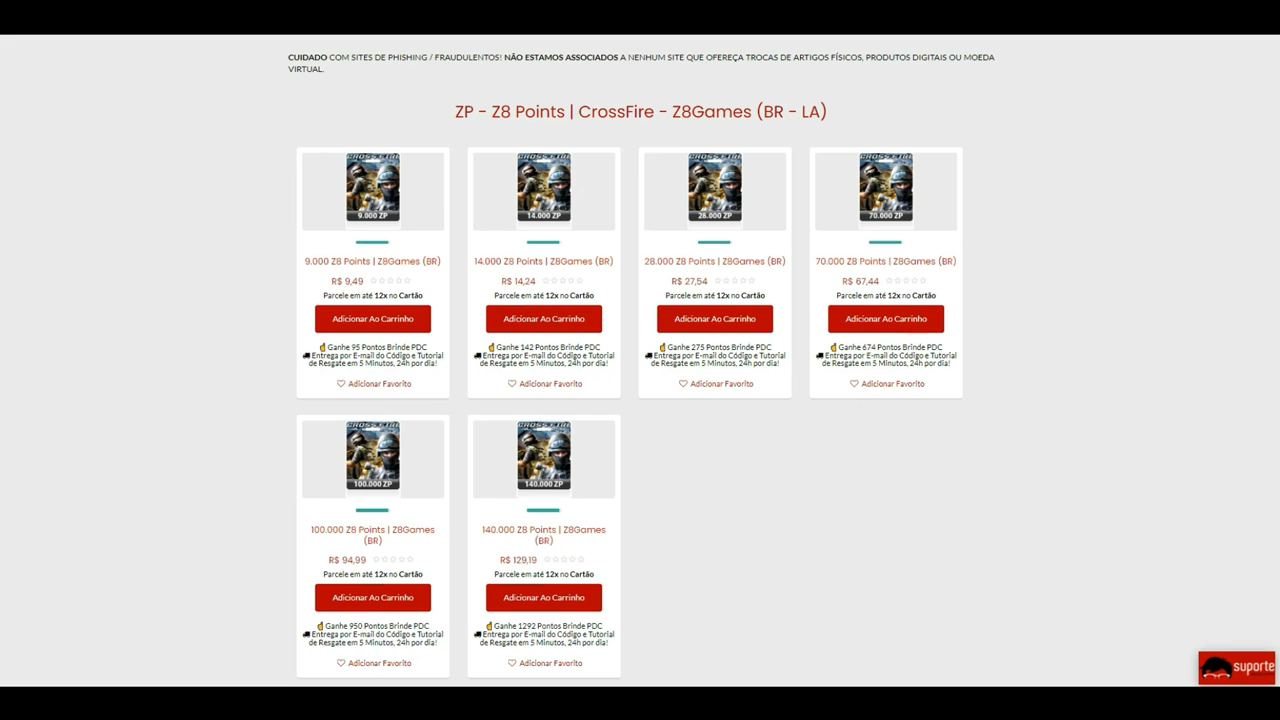 CUIDADO COM SITES DE PHISHING / FRAUDULENTOS! NÃO ESTAMOS ASSOCIADOS A NENHUM SITE QUE OFEREÇA TROCAS DE ARTIGOS FÍSICOS, PRODUTOS DIGITAIS OU MOEDA
VIRTUAL.
ZP - Z8 Points | CrossFire - Z8Games (BR - LA)
CROSS FIRE
9.000 ZP
9.000 Z8 Points | Z8Games (BR)
R$ 9,49
Parcele em até 12x no Cartão
Adicionar Ao Carrinho
Ganhe 95 Pontos Brinde PDC
Entrega por E-mail do Código e Tutorial
de Resgate em 5 Minutos, 24h por dia!
Adicionar Favorito
CROSS FIRE
14.000 ZP
14.000 Z8 Points | Z8Games (BR)
R$ 14,24
Parcele em até 12x no Cartão
Adicionar Ao Carrinho
Ganhe 142 Pontos Brinde PDC
Entrega por E-mail do Código e Tutorial
de Resgate em 5 Minutos, 24h por dia!
Adicionar Favorito
CROSS FIRE
28.000 ZP
28.000 Z8 Points | Z8Games (BR)
R$ 27,54
Parcele em até 12x no Cartão
Adicionar Ao Carrinho
Ganhe 275 Pontos Brinde PDC
Entrega por E-mail do Código e Tutorial
de Resgate em 5 Minutos, 24h por dia!
Adicionar Favorito
CROSS FIRE
70.000 ZP
70.000 Z8 Points | Z8Games (BR)
R$ 67,44
Parcele em até 12x no Cartão
Adicionar Ao Carrinho
Ganhe 674 Pontos Brinde PDC
Entrega por E-mail do Código e Tutorial
de Resgate em 5 Minutos, 24h por dia!
Adicionar Favorito
CROSS FIRE
100.000 ZP
100.000 Z8 Points | Z8Games
(BR)
R$ 94,99
Parcele em até 12x no Cartão
Adicionar Ao Carrinho
Ganhe 950 Pontos Brinde PDC
Entrega por E-mail do Código e Tutorial
de Resgate em 5 Minutos, 24h por dia!
Adicionar Favorito
CROSS FIRE
140.000 ZP
140.000 Z8 Points | Z8Games
(BR)
R$ 129,19
Parcele em até 12x no Cartão
Adicionar Ao Carrinho
Ganhe 1292 Pontos Brinde PDC
Entrega por E-mail do Código e Tutorial
de Resgate em 5 Minutos, 24h por dia!
Adicionar Favorito
suporte